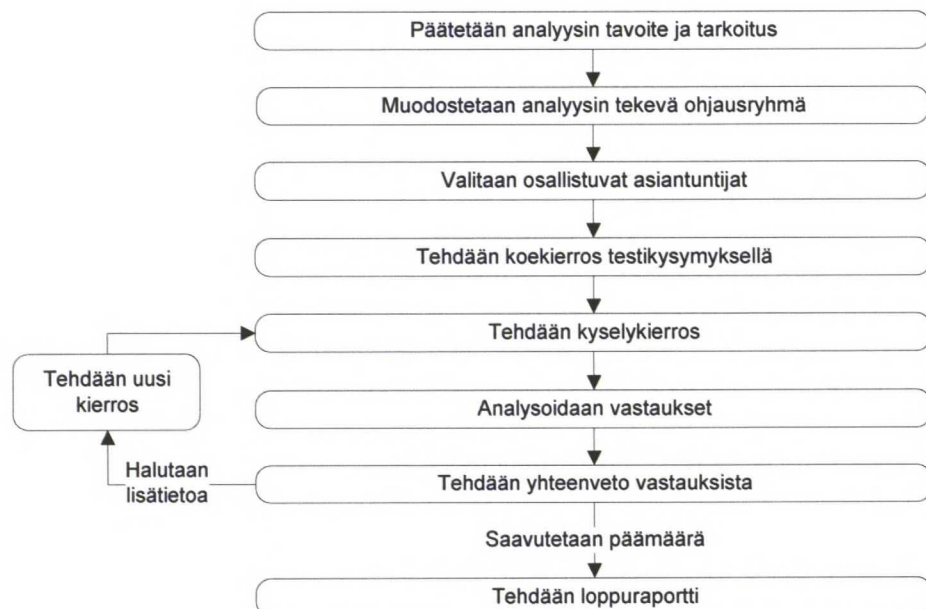 Päätetään analyysin tavoite ja tarkoitus
Muodostetaan analyysin tekevä ohjausryhmä
Valitaan osallistuvat asiantuntijat
Tehdään koekierros testikysymyksellä
Tehdään kyselykierros
Tehdään uusi
kierros
Analysoidaan vastaukset
Halutaan
lisätietoa
Tehdään yhteenveto vastauksista
Saavutetaan päämäärä
Tehdään loppuraportti